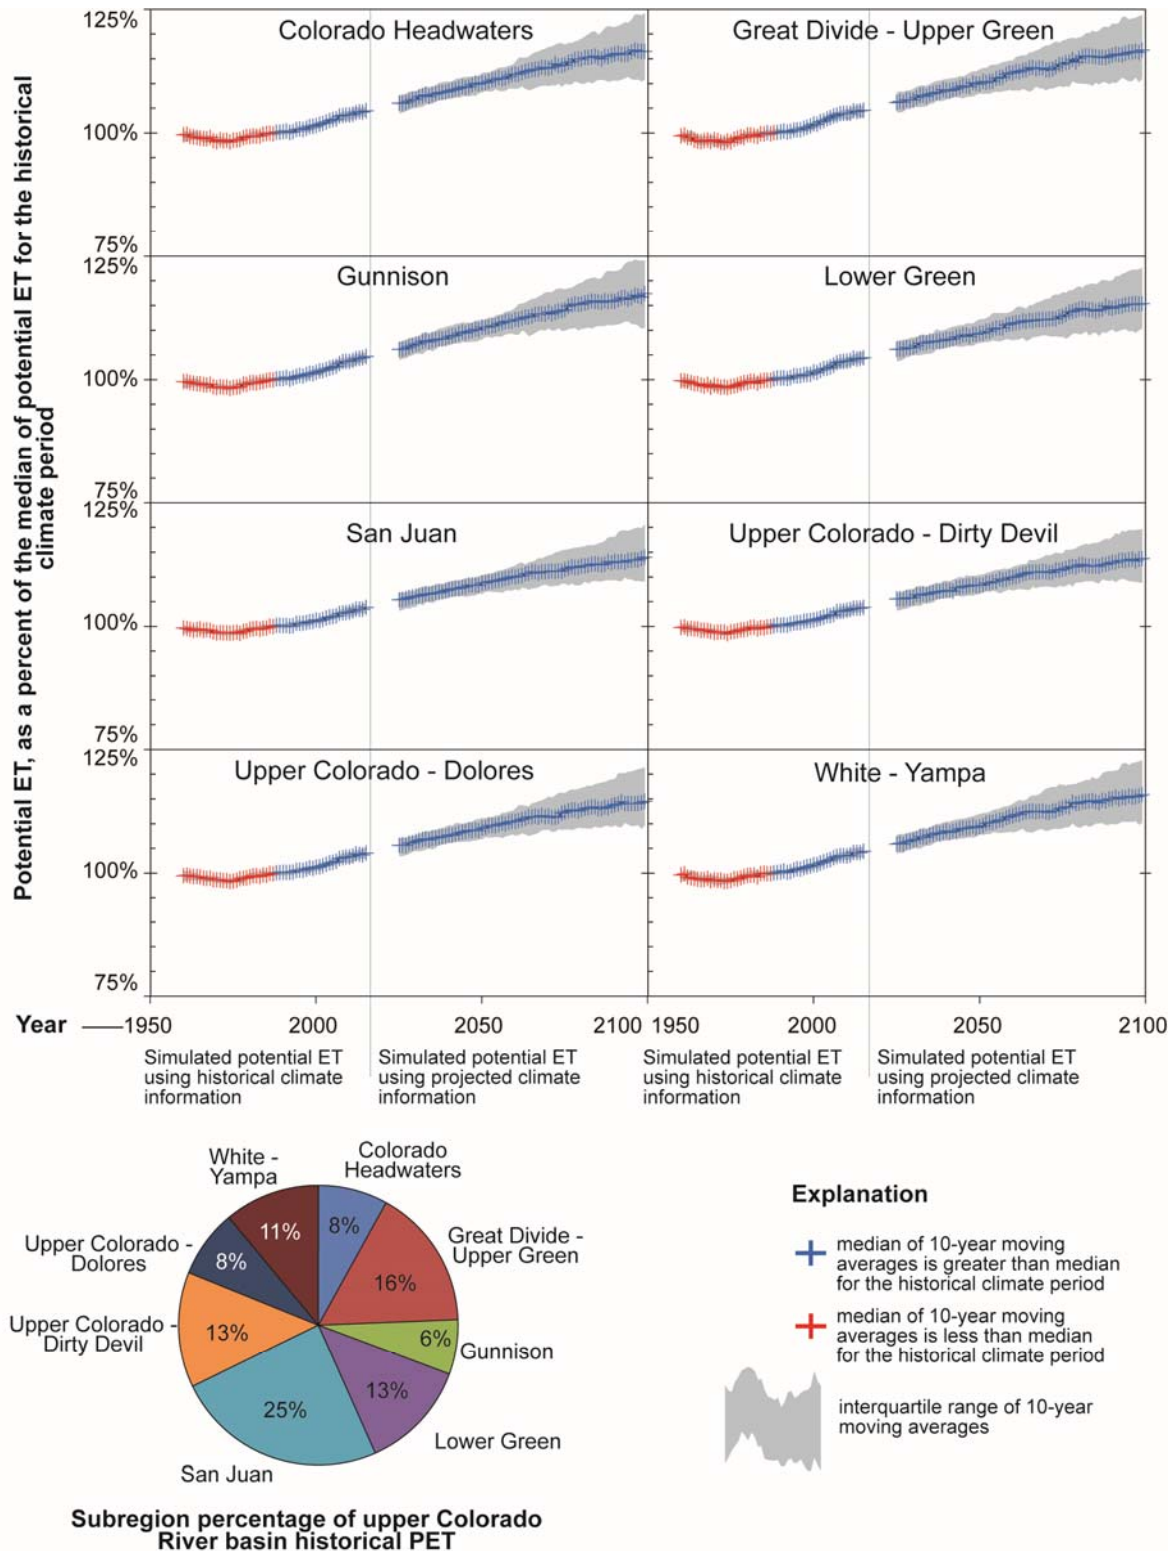 Potential ET, as a percent of the median of potential ET for the historical
climate period
125%
Colorado Headwaters
Great Divide - Upper Green
100%
75%
125%
Gunnison
Lower Green
100%
75%
125%
San Juan
Upper Colorado - Dirty Devil
100%
75%
125%
Upper Colorado - Dolores
White - Yampa
100%
75%
Year
1950
2000
2050
2100
1950
2000
2050
2100
Simulated potential ET
using historical climate
information
Simulated potential ET
using projected climate
information
Simulated potential ET
using historical climate
information
Simulated potential ET
using projected climate
information
White -
Yampa
Colorado
Headwaters
Upper Colorado -
Dolores
Great Divide -
Upper Green
Upper Colorado -
Dirty Devil
Gunnison
Lower Green
San Juan
11%
8%
8%
16%
13%
6%
13%
25%
Subregion percentage of upper Colorado
River basin historical PET
Explanation
median of 10-year moving
averages is greater than median
for the historical climate period
median of 10-year moving
averages is less than median
for the historical climate period
interquartile range of 10-year
moving averages